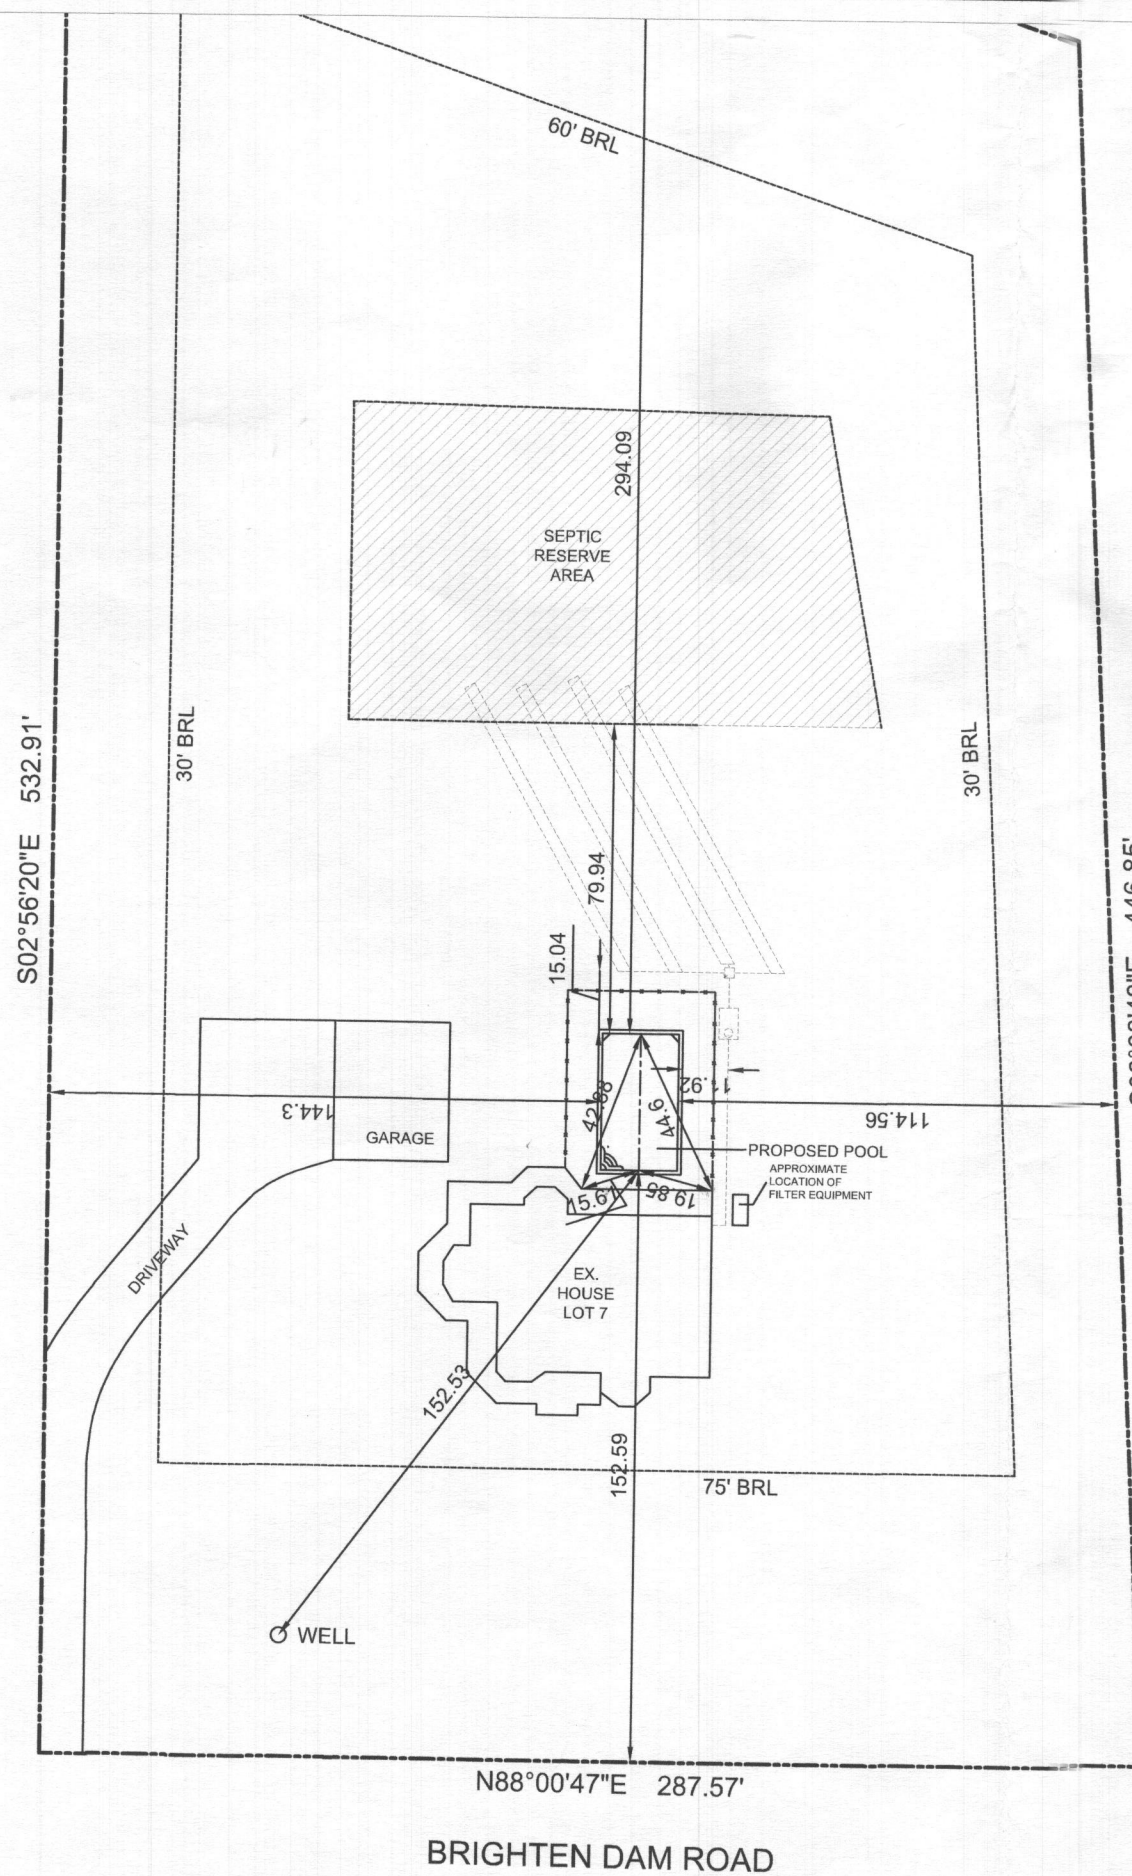 60' BRL
294.09
SEPTIC
RESERVE
AREA
S02°56'20"E 532.91'
30' BRL
30' BRL
79.94
15.04
42.88
11.92
44.6
144.3
114.56
GARAGE
PROPOSED POOL
APPROXIMATE
LOCATION OF
FILTER EQUIPMENT
15.61
19.85
DRIVEWAY
EX.
HOUSE
LOT 7
152.53
152.59
75' BRL
WELL
N88°00'47"E 287.57'
BRIGHTEN DAM ROAD